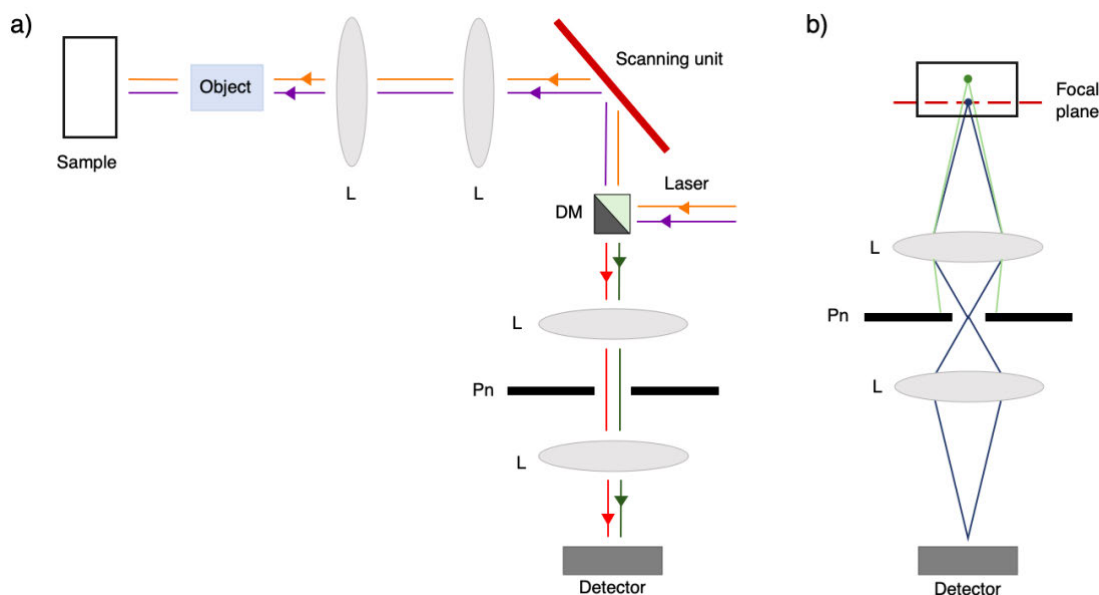 a)
Scanning unit
Object
Sample
L
L
Laser
DM
L
Pn
L
Detector
b)
Focal
plane
L
Pn
L
Detector